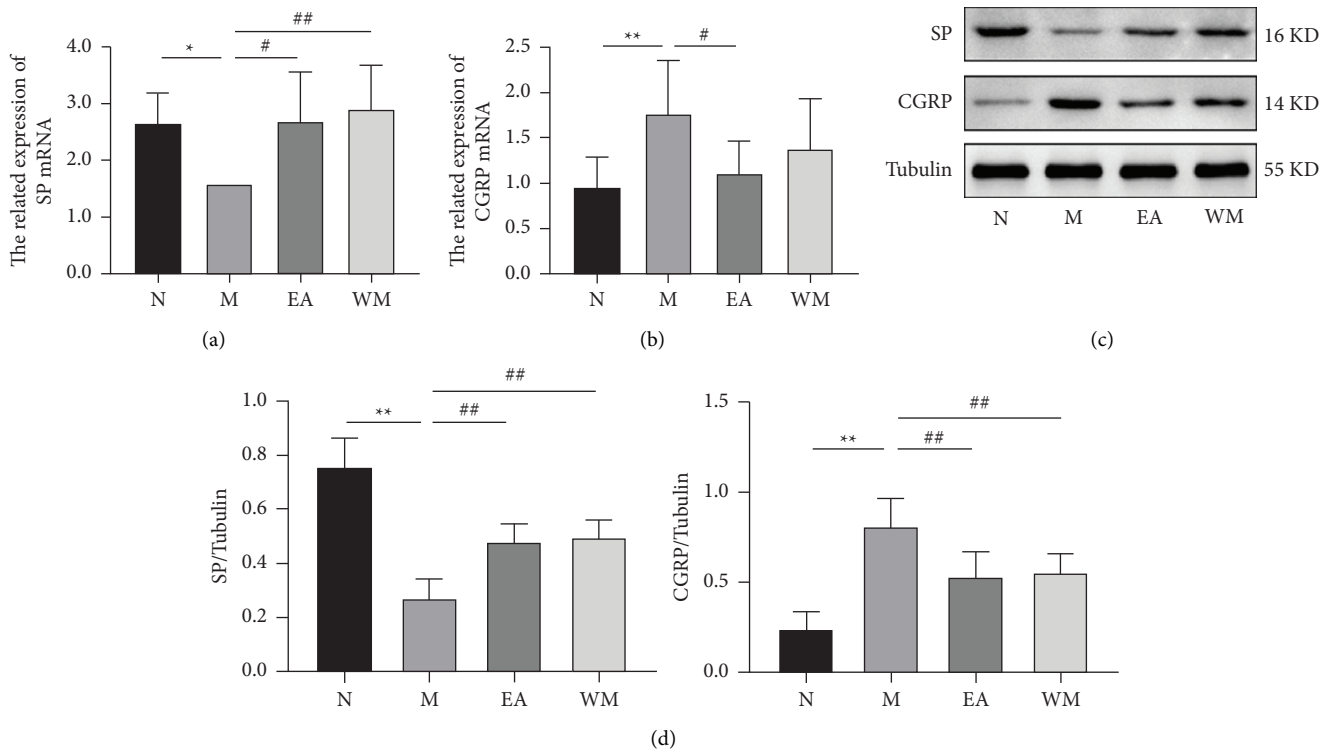 The related expression of
SP mRNA
4.0
3.0
2.0
1.0
0.0
*
#
##
N M EA WM
(a)
The related expression of
CGRP mRNA
2.5
2.0
1.5
1.0
0.5
0.0
**
#
N M EA WM
(b)
SP 16 KD
CGRP 14 KD
Tubulin 55 KD
N M EA WM
(c)
SP/Tubulin
1.0
0.8
0.6
0.4
0.2
0.0
**
##
##
N M EA WM
CGRP/Tubulin
1.5
1.0
0.5
0.0
**
##
##
N M EA WM
(d)